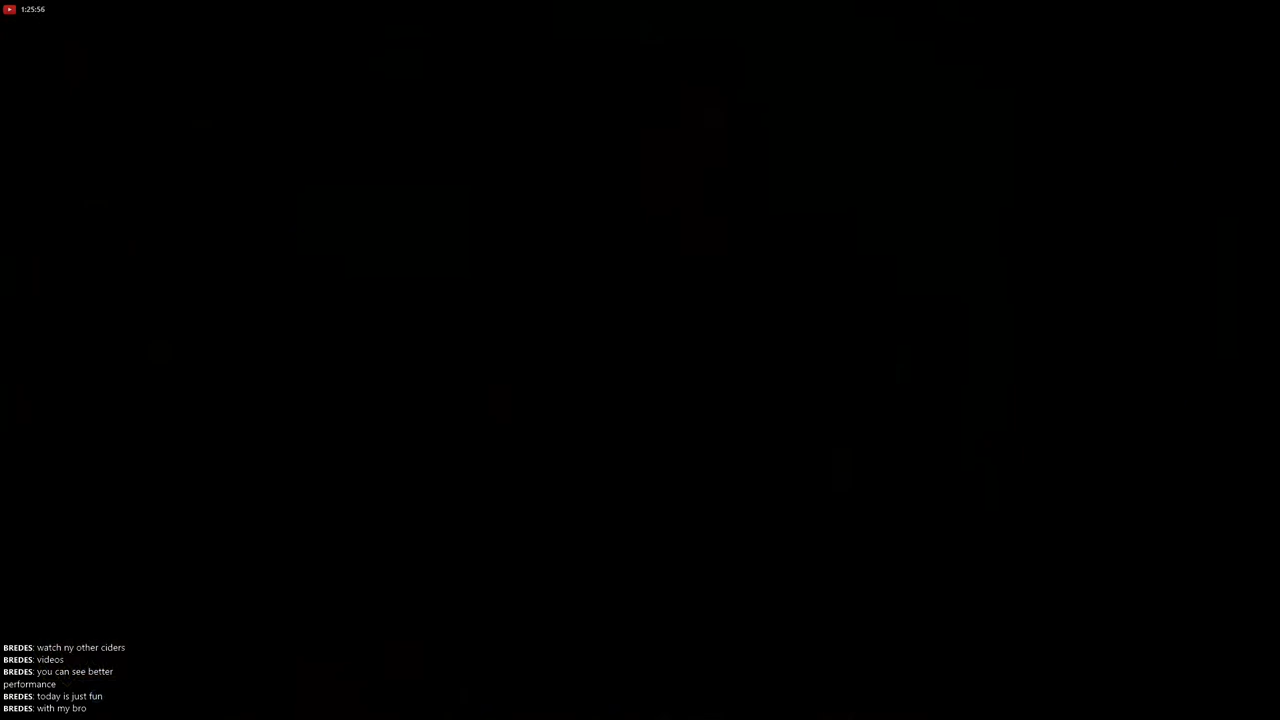 1:25:56
BREDES: watch ny other ciders
BREDES: videos
BREDES: you can see better
performance
BREDES: today is just fun
BREDES: with my bro